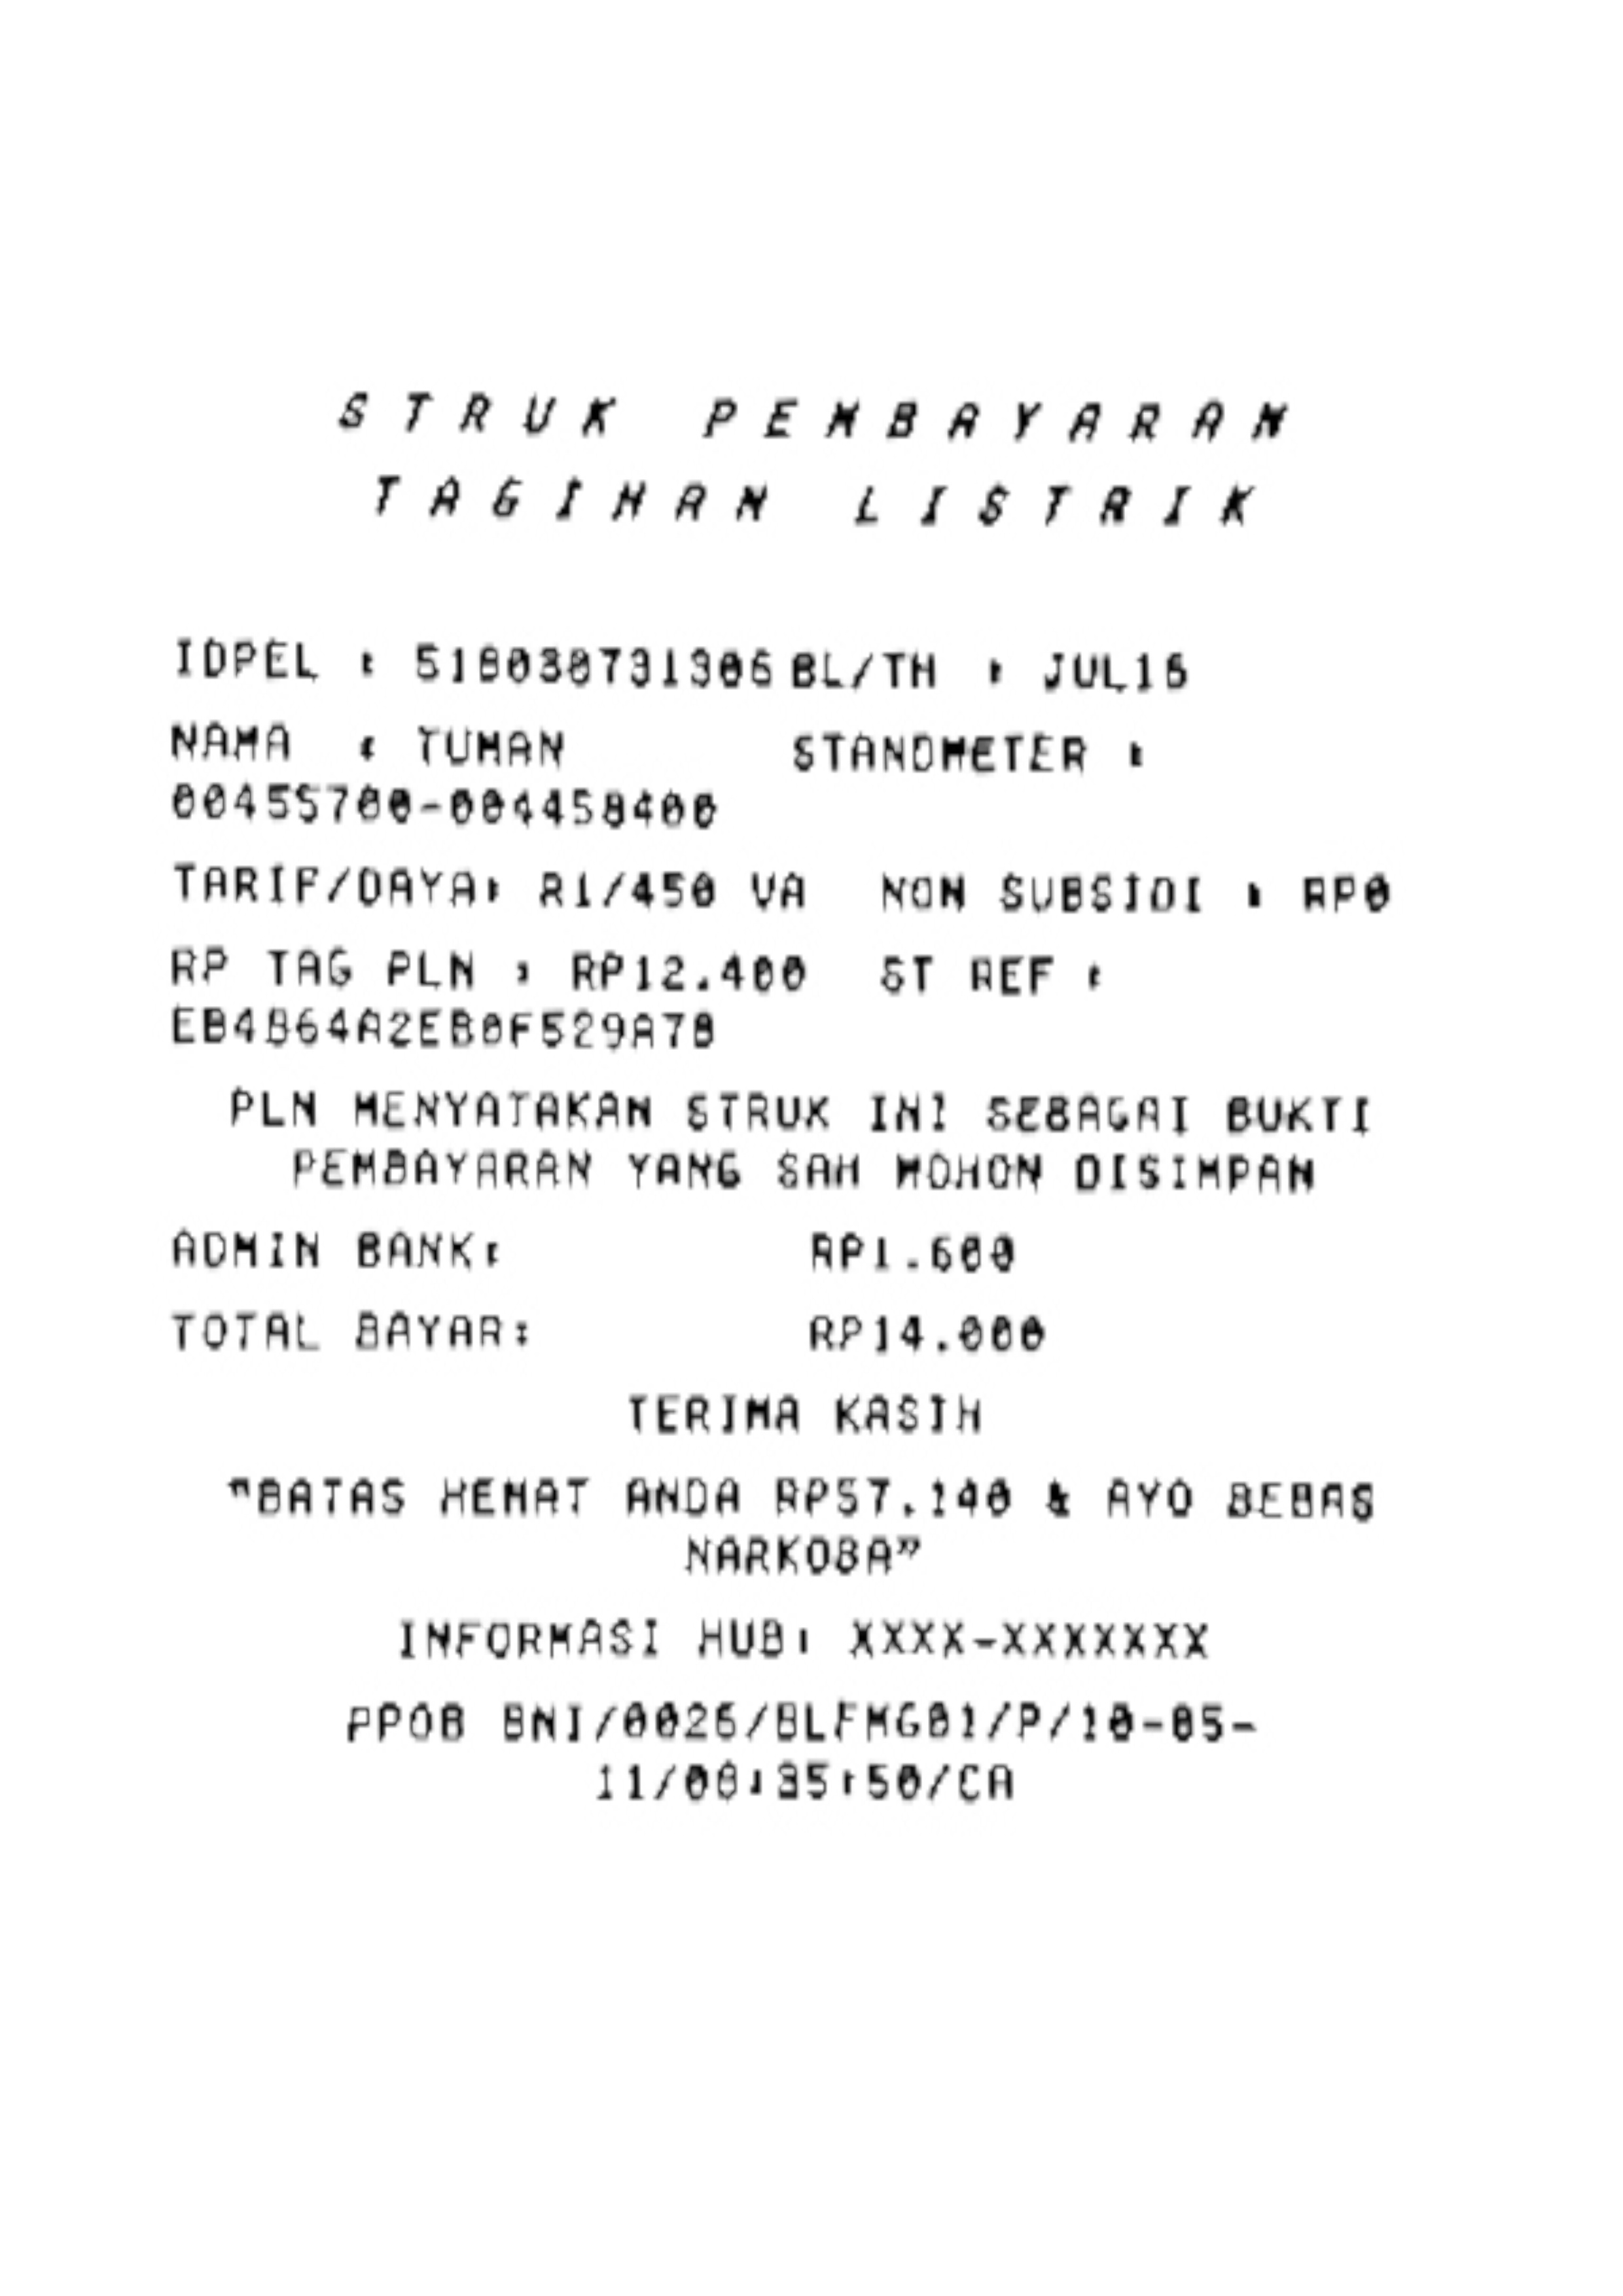 STRUK PEMBAYARAN
TAGIHAN LISTRIK
IDPEL : 518030731306 BL/TH : JUL16
NAMA : TUMAN STANDMETER :
00455700-004458400
TARIF/DAYA: R1/450 VA NON SUBSIDI : RP0
RP TAG PLN : RP12.400 ST REF :
EB4B64A2EB0F529A78
PLN MENYATAKAN STRUK INI SEBAGAI BUKTI
PEMBAYARAN YANG SAH MOHON DISIMPAN
ADMIN BANK: RP1.600
TOTAL BAYAR: RP14.000
TERIMA KASIH
"BATAS HEMAT ANDA RP57.140 & AYO BEBAS
NARKOBA"
INFORMASI HUB: XXXX-XXXXXXX
PPOB BNI/0026/BLFMG01/P/10-05-
11/08:35:50/CA